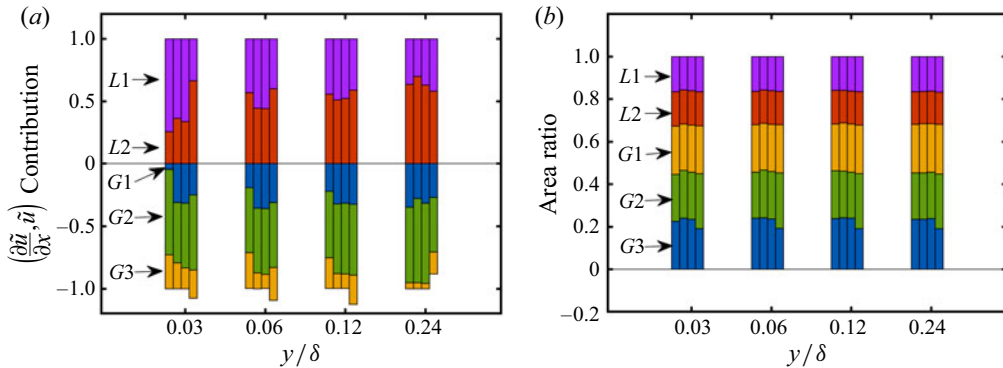 (a)
1.0
0.5
0
−0.5
−1.0
L1
L2
G1
G2
G3
(∂ũ/∂x, ũ) Contribution
0.03 0.06 0.12 0.24
y/δ
(b)
1.0
0.8
0.6
0.4
0.2
0
−0.2
L1
L2
G1
G2
G3
Area ratio
0.03 0.06 0.12 0.24
y/δ